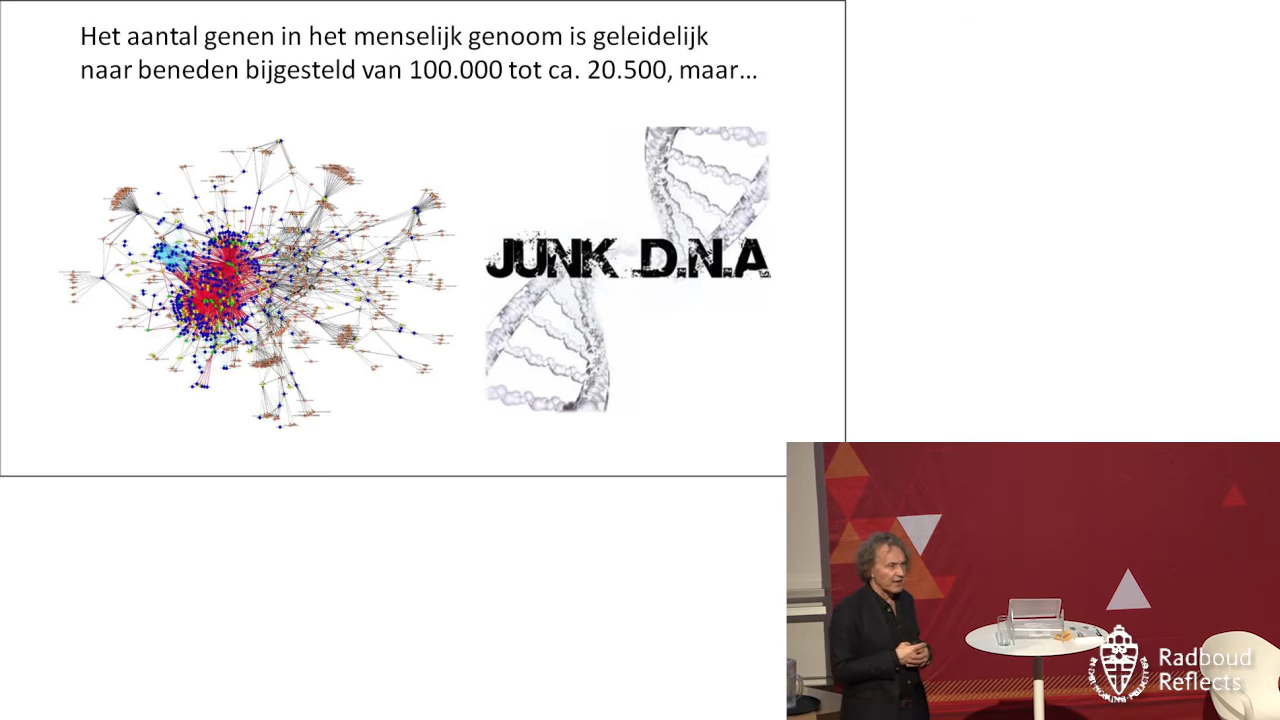 Het aantal genen in het menselijk genoom is geleidelijk
naar beneden bijgesteld van 100.000 tot ca. 20.500, maar...
JUNK D.N.A
Radboud
Reflects